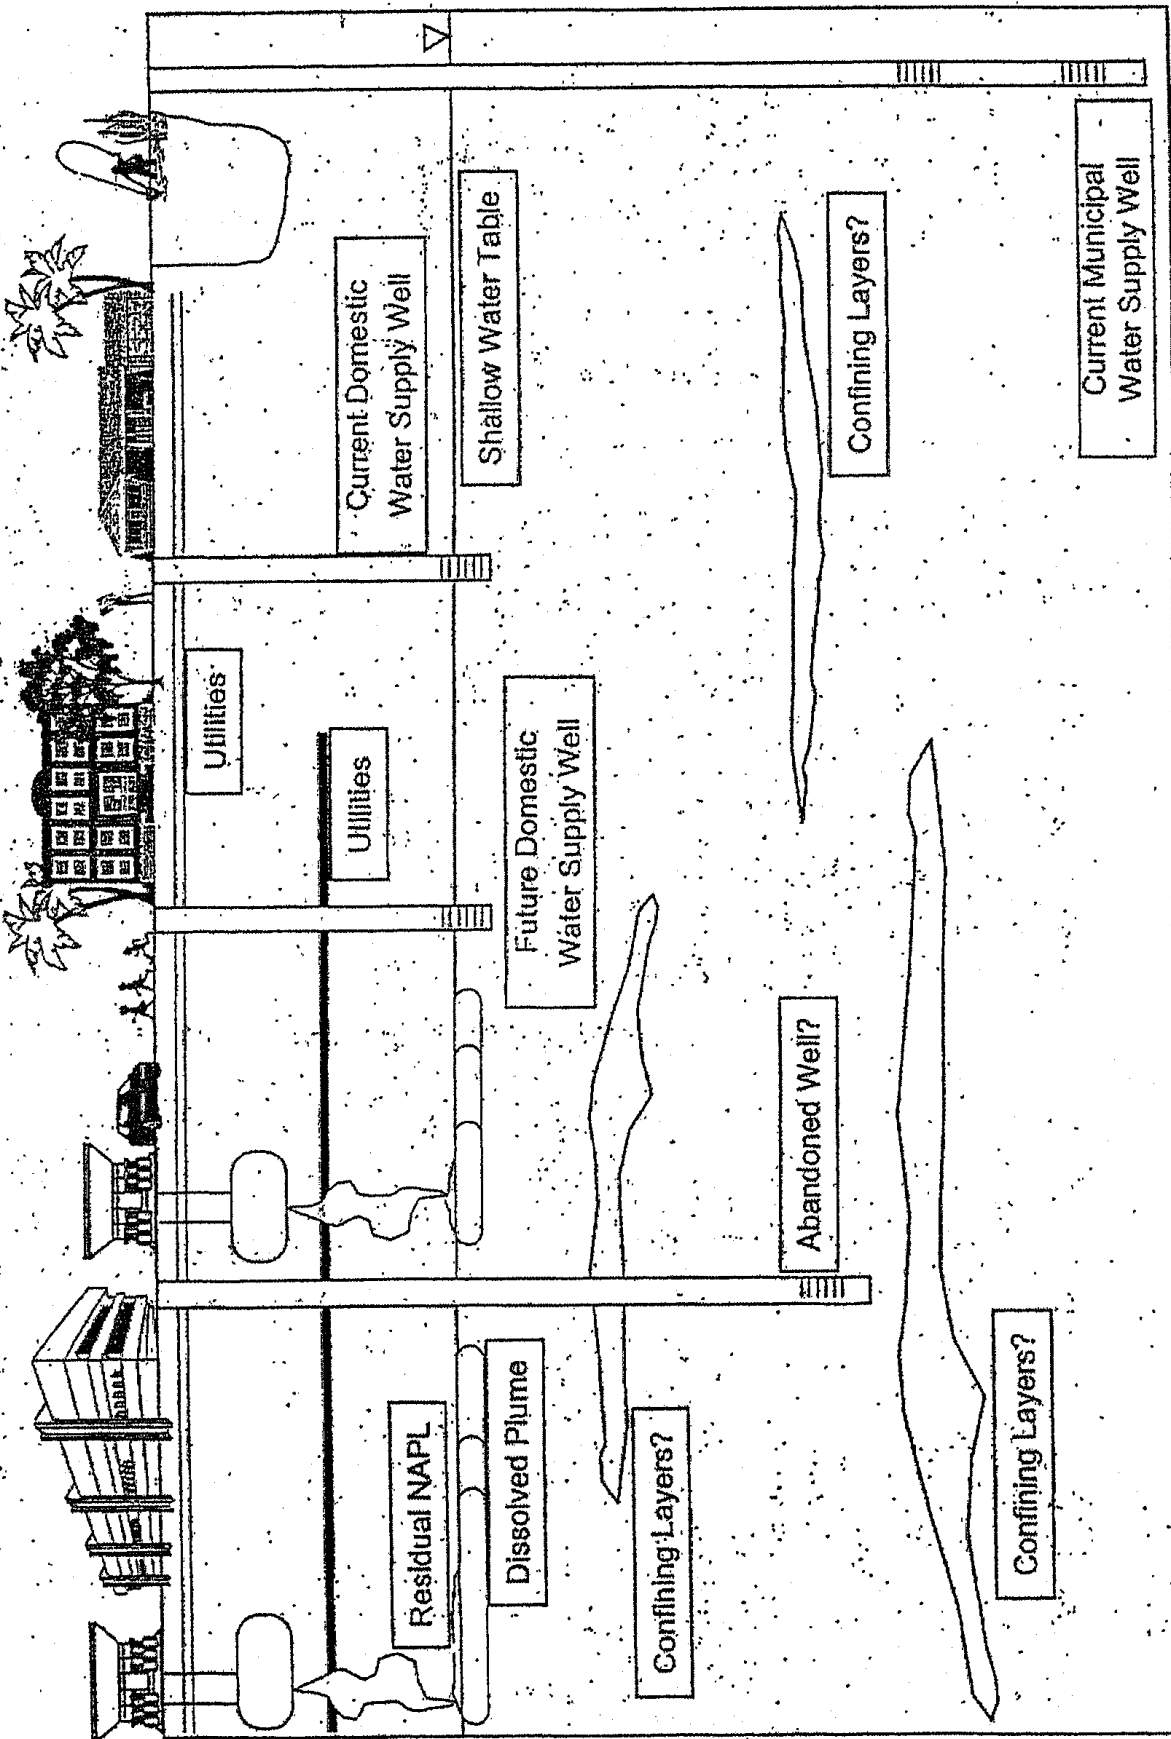 Utilities
Utilities
Current Domestic
Water Supply Well
Residual NAPL
Shallow Water Table
Dissolved Plume
Future Domestic
Water Supply Well
Confining Layers?
Abandoned Well?
Confining Layers?
Confining Layers?
Current Municipal
Water Supply Well